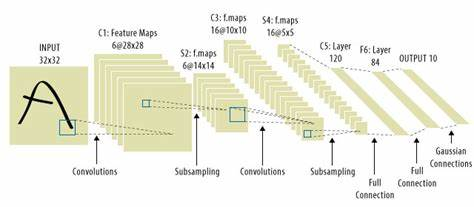 INPUT
32x32
C1: Feature Maps
6@28x28
S2: f.maps
6@14x14
C3: f.maps
16@10x10
S4: f.maps
16@5x5
C5: Layer
120
F6: Layer
84
OUTPUT 10
Convolutions
Subsampling
Convolutions
Subsampling
Full
Connection
Full
Connection
Gaussian
Connections
A